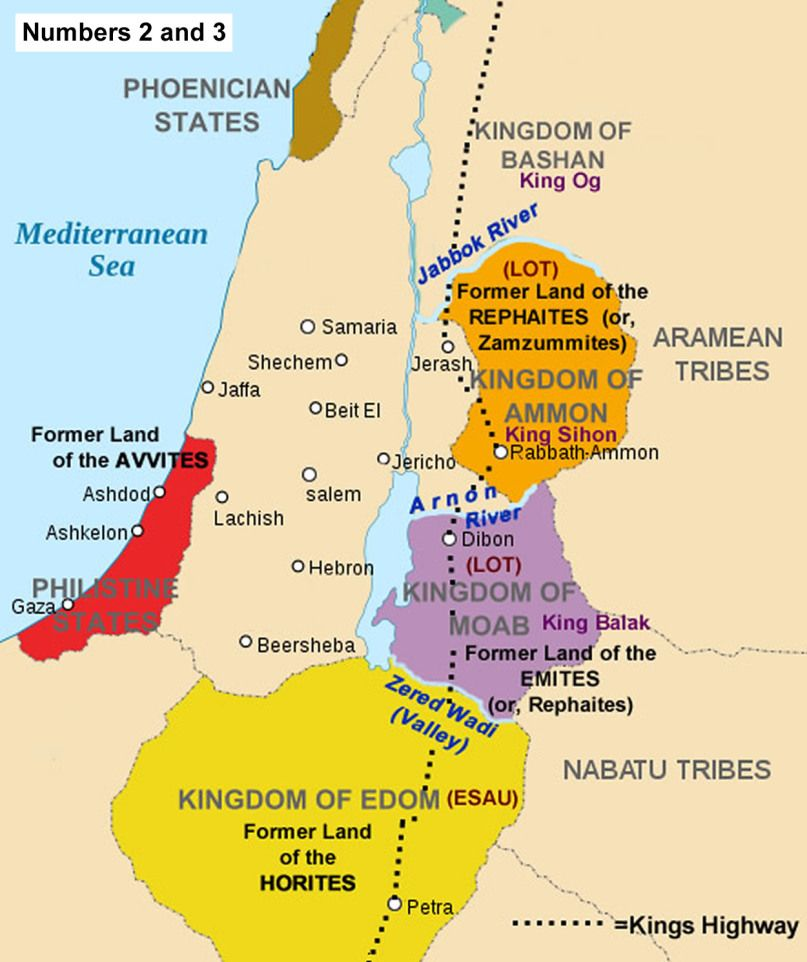 Numbers 2 and 3
PHOENICIAN
STATES
KINGDOM OF
BASHAN
King Og
Mediterranean
Sea
Jabbok River
(LOT)
Former Land of the
REPHAITES (or,
Zamzummites)
ARAMEAN
TRIBES
Samaria
Shechem
Jerash
KINGDOM OF
AMMON
King Sihon
Rabbath-Ammon
Jaffa
Beit El
Former Land
of the AVVITES
Jericho
Ashdod
salem
Lachish
Arnon
River
Ashkelon
Dibon
(LOT)
Hebron
KINGDOM OF
MOAB
King Balak
PHILISTINE
STATES
Gaza
Beersheba
Former Land of the
EMITES
(or, Rephaites)
Zered Wadi
(Valley)
NABATU TRIBES
KINGDOM OF EDOM (ESAU)
Former Land
of the
HORITES
Petra
=Kings Highway